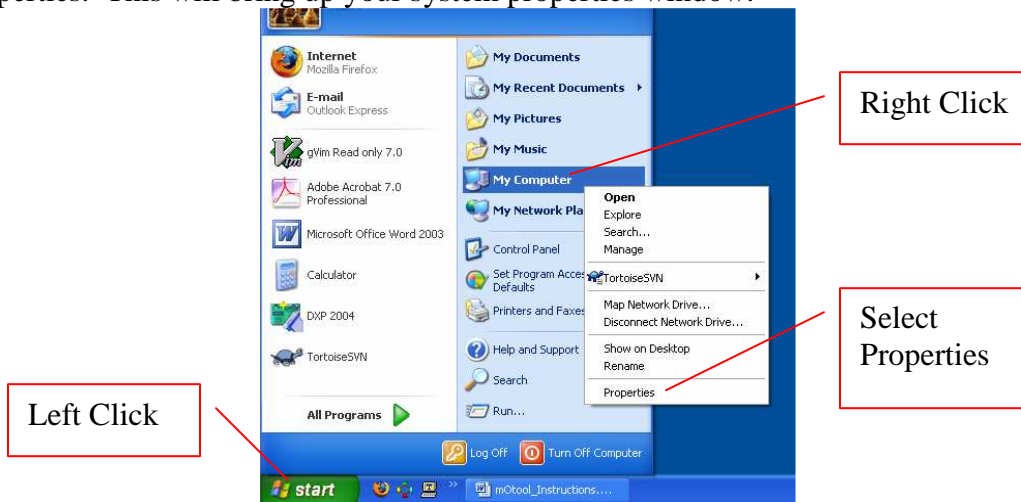 perties. This will bring up your system properties window.
Internet
Mozilla Firefox
E-mail
Outlook Express
gVim Read only 7.0
Adobe Acrobat 7.0
Professional
Microsoft Office Word 2003
Calculator
DXP 2004
TortoiseSVN
All Programs
My Documents
My Recent Documents
My Pictures
My Music
My Computer
My Network Pla
Control Panel
Set Program Acces
Defaults
Printers and Faxes
Help and Support
Search
Run...
Open
Explore
Search...
Manage
TortoiseSVN
Map Network Drive...
Disconnect Network Drive...
Show on Desktop
Rename
Properties
Right Click
Select
Properties
Left Click
Log Off
Turn Off Computer
start
mOtool_Instructions....